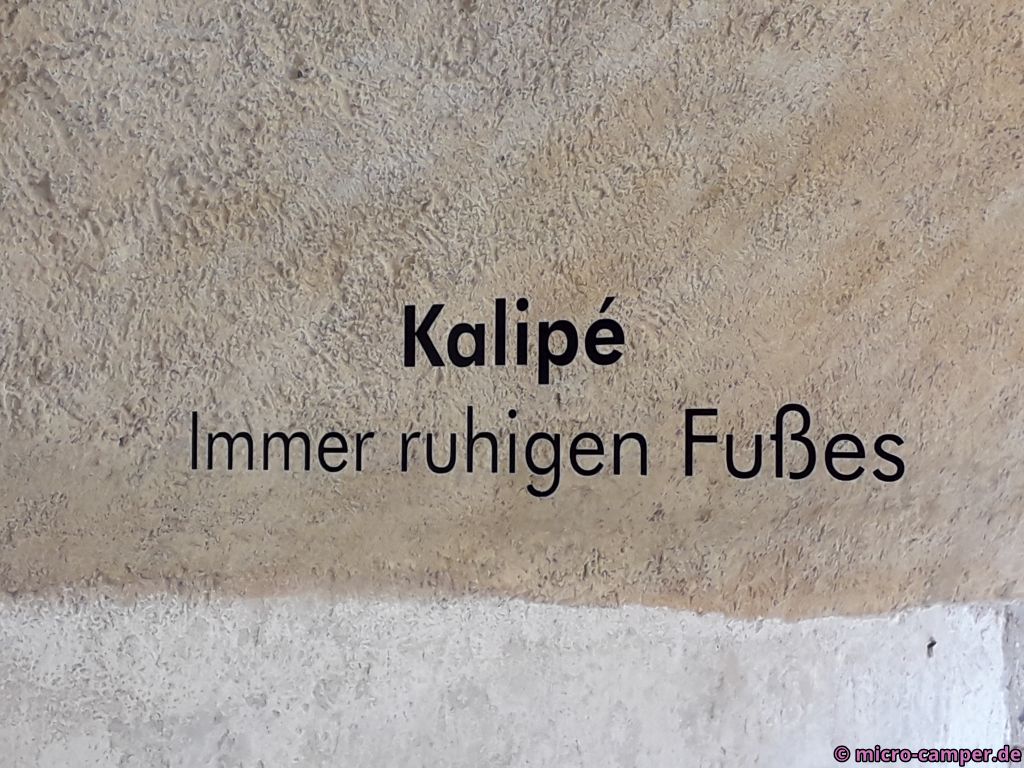 Kalipé
Immer ruhigen Fußes
© micro-camper.de